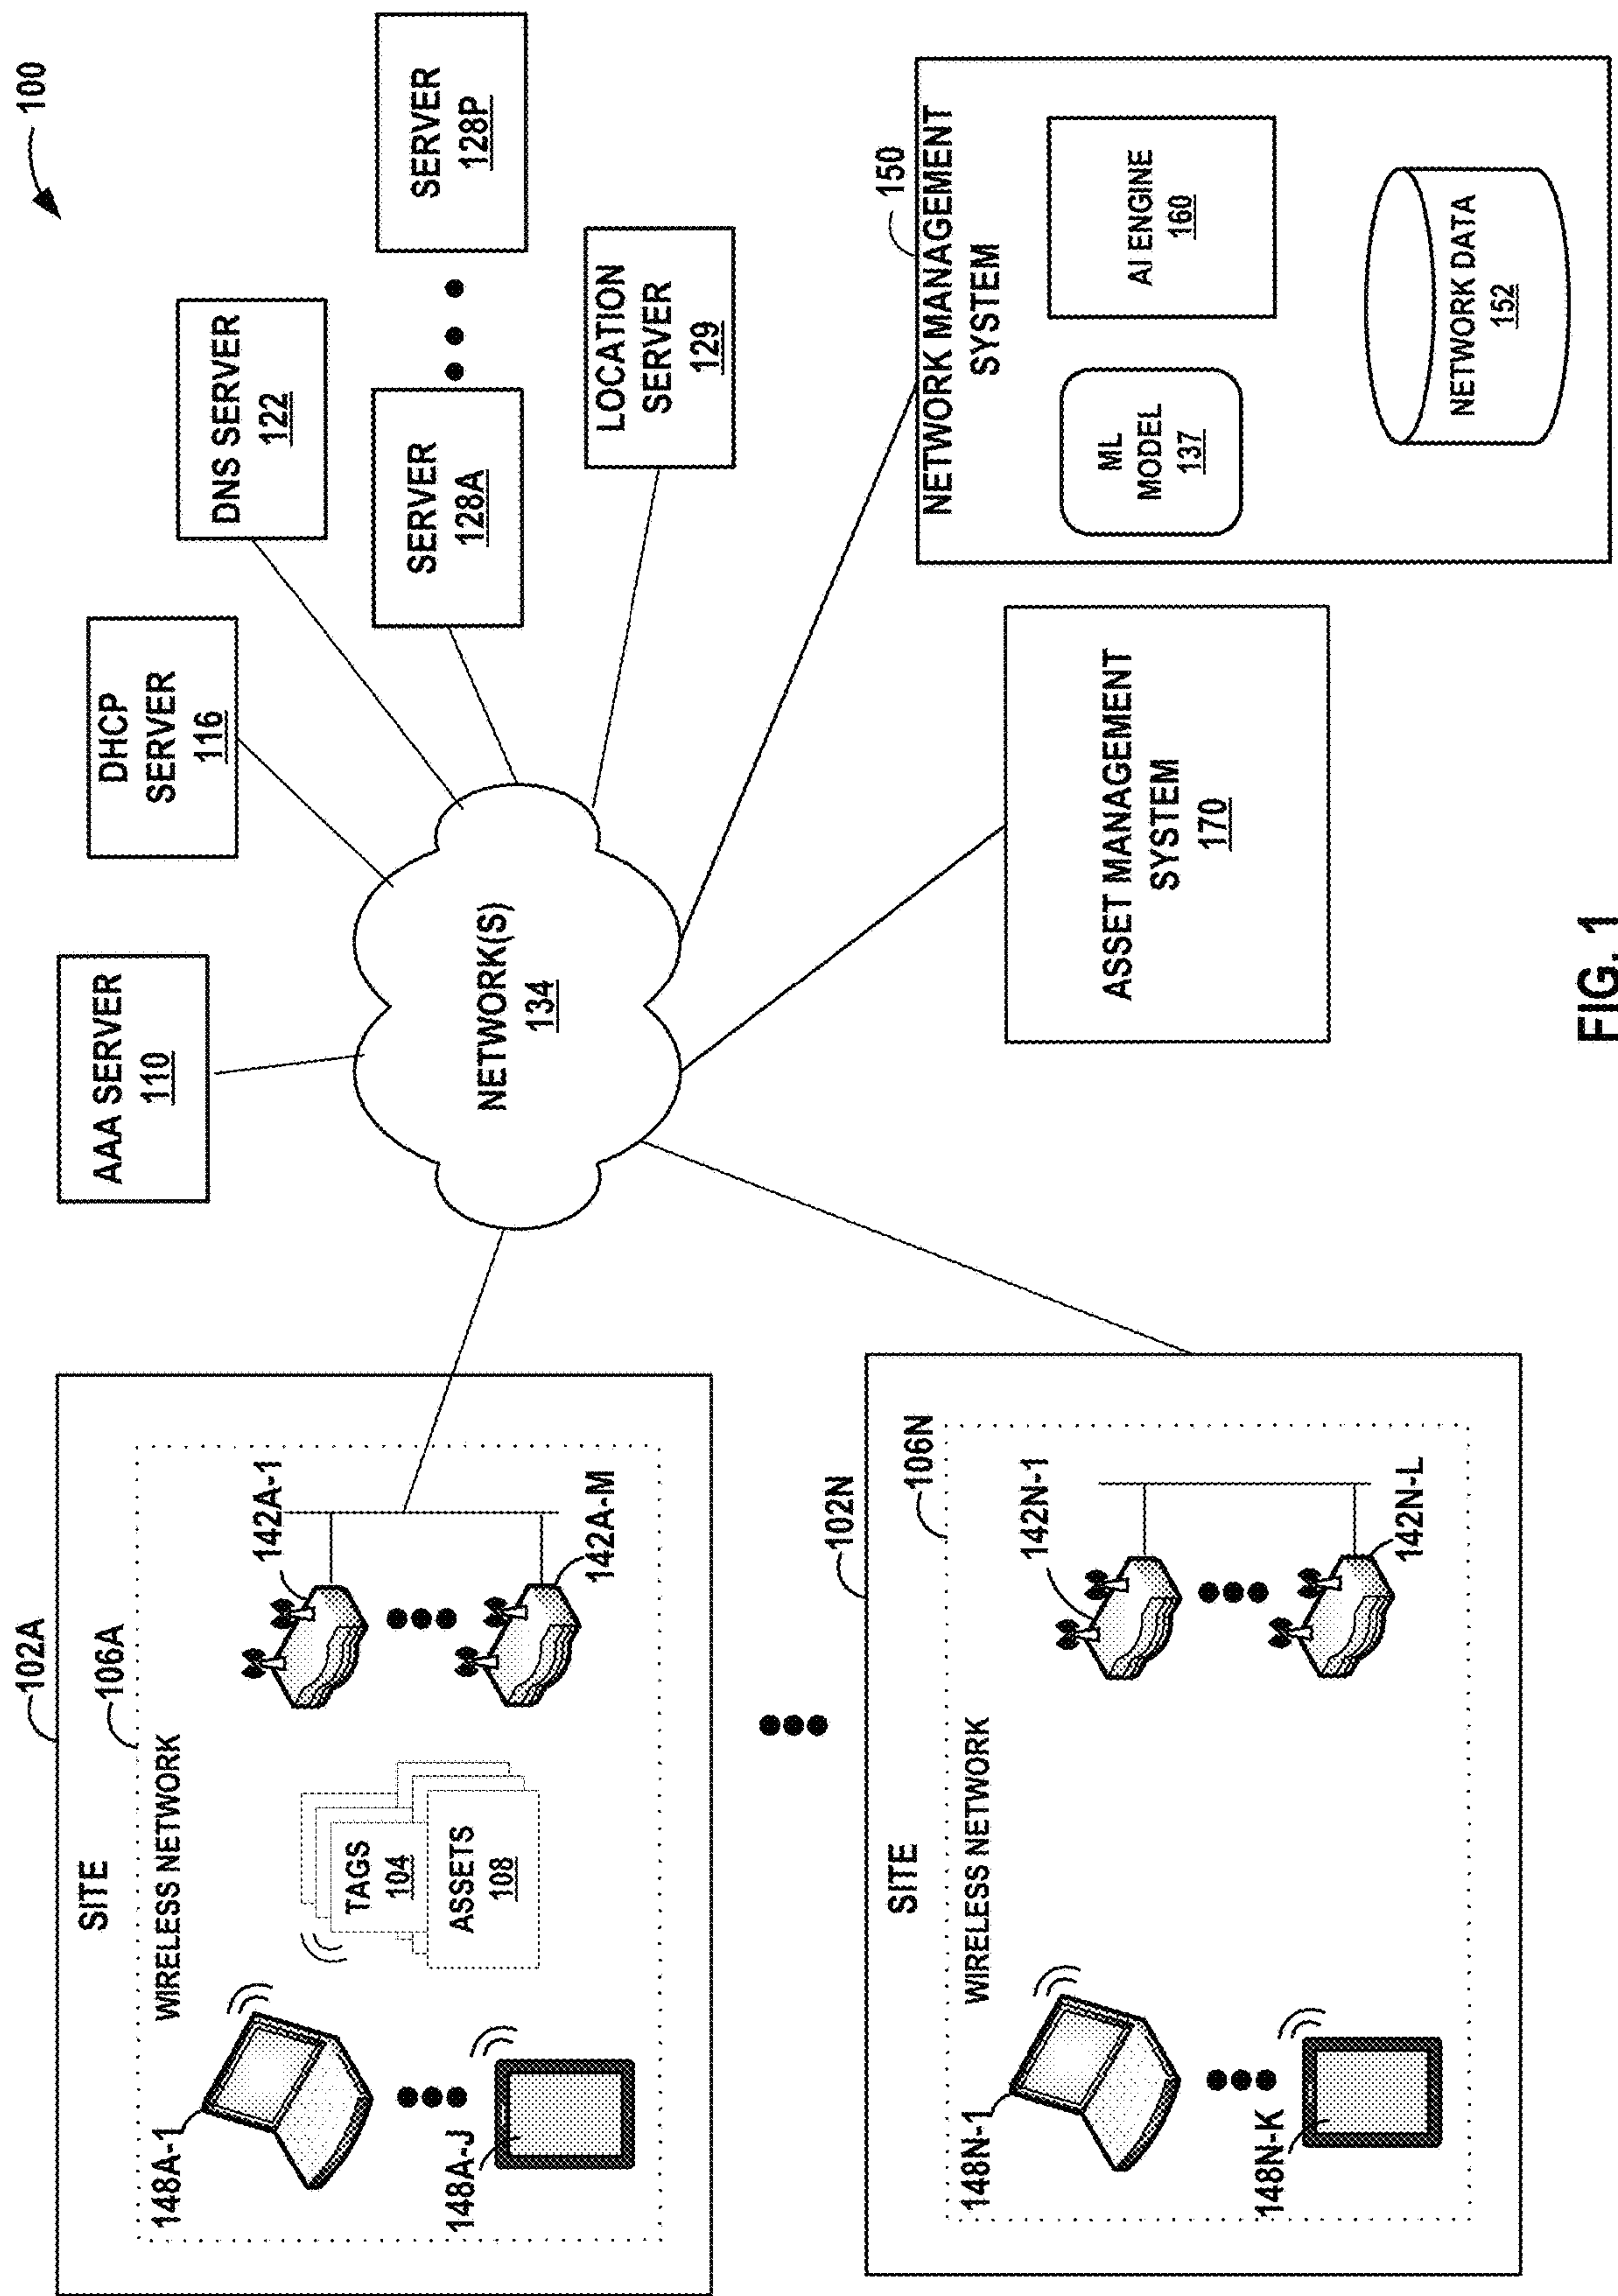 100
102A
SITE
106A
WIRELESS NETWORK
148A-1
148A-J
TAGS
104
ASSETS
108
142A-1
142A-M
AAA SERVER
110
DHCP
SERVER
116
DNS SERVER
122
SERVER
128A
SERVER
128P
LOCATION
SERVER
129
NETWORK(S)
134
102N
SITE
106N
WIRELESS NETWORK
148N-1
148N-K
142N-1
142N-L
ASSET MANAGEMENT
SYSTEM
170
150
NETWORK MANAGEMENT
SYSTEM
ML
MODEL
137
AI ENGINE
160
NETWORK DATA
152
FIG. 1